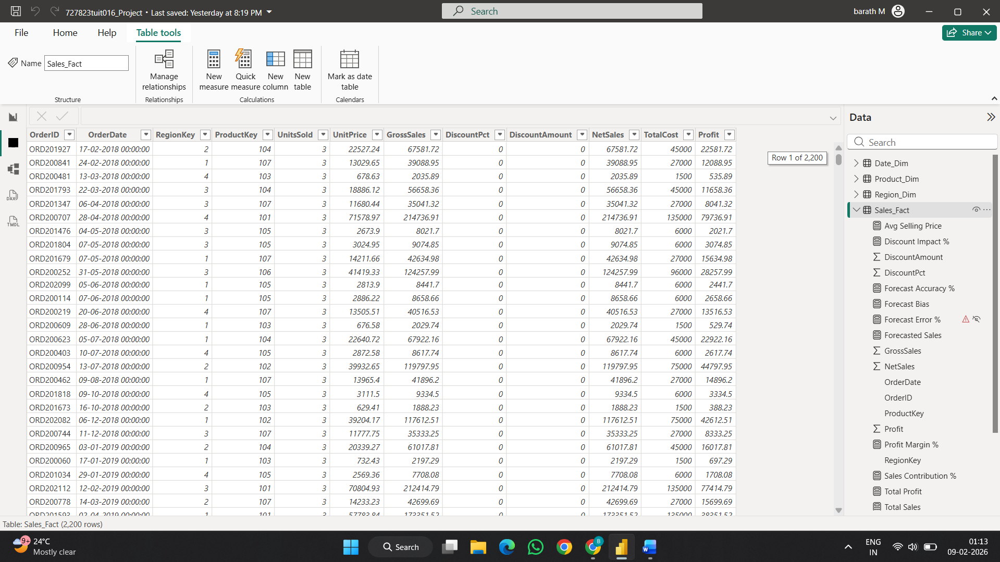 727823tuit016_Project • Last saved: Yesterday at 8:19 PM
Search
barath M
File Home Help Table tools
Share
Name Sales_Fact
Manage relationships
New measure
Quick measure
New column
New table
Mark as date table
Structure Relationships Calculations Calendars
OrderID OrderDate RegionKey ProductKey UnitsSold UnitPrice GrossSales DiscountPct DiscountAmount NetSales TotalCost Profit
ORD201927 17-02-2018 00:00:00 2 104 3 22527.24 67581.72 0 0 67581.72 45000 22581.72
ORD200841 24-02-2018 00:00:00 1 107 3 13029.65 39088.95 0 0 39088.95 27000 12088.95
ORD200481 13-03-2018 00:00:00 4 103 3 678.63 2035.89 0 0 2035.89 1500 535.89
ORD201793 22-03-2018 00:00:00 3 104 3 18886.12 56658.36 0 0 56658.36 45000 11658.36
ORD201347 06-04-2018 00:00:00 3 107 3 11680.44 35041.32 0 0 35041.32 27000 8041.32
ORD200707 28-04-2018 00:00:00 4 101 3 71578.97 214736.91 0 0 214736.91 135000 79736.91
ORD201476 04-05-2018 00:00:00 3 105 3 2673.9 8021.7 0 0 8021.7 6000 2021.7
ORD201804 07-05-2018 00:00:00 3 105 3 3024.95 9074.85 0 0 9074.85 6000 3074.85
ORD201679 07-05-2018 00:00:00 1 107 3 14211.66 42634.98 0 0 42634.98 27000 15634.98
ORD200252 31-05-2018 00:00:00 3 106 3 41419.33 124257.99 0 0 124257.99 96000 28257.99
ORD202099 05-06-2018 00:00:00 1 105 3 2813.9 8441.7 0 0 8441.7 6000 2441.7
ORD200114 07-06-2018 00:00:00 1 105 3 2886.22 8658.66 0 0 8658.66 6000 2658.66
ORD200219 20-06-2018 00:00:00 4 107 3 13505.51 40516.53 0 0 40516.53 27000 13516.53
ORD200609 28-06-2018 00:00:00 1 103 3 676.58 2029.74 0 0 2029.74 1500 529.74
ORD200623 05-07-2018 00:00:00 1 104 3 22640.72 67922.16 0 0 67922.16 45000 22922.16
ORD200403 10-07-2018 00:00:00 4 105 3 2872.58 8617.74 0 0 8617.74 6000 2617.74
ORD200954 13-07-2018 00:00:00 2 102 3 39932.65 119797.95 0 0 119797.95 75000 44797.95
ORD200462 09-08-2018 00:00:00 1 107 3 13965.4 41896.2 0 0 41896.2 27000 14896.2
ORD201818 09-10-2018 00:00:00 4 105 3 3111.5 9334.5 0 0 9334.5 6000 3334.5
ORD201673 16-10-2018 00:00:00 2 103 3 629.41 1888.23 0 0 1888.23 1500 388.23
ORD202082 06-12-2018 00:00:00 1 102 3 39204.17 117612.51 0 0 117612.51 75000 42612.51
ORD200744 11-12-2018 00:00:00 3 107 3 11777.75 35333.25 0 0 35333.25 27000 8333.25
ORD200965 03-01-2019 00:00:00 2 104 3 20339.27 61017.81 0 0 61017.81 45000 16017.81
ORD200060 17-01-2019 00:00:00 1 103 3 732.43 2197.29 0 0 2197.29 1500 697.29
ORD201034 29-01-2019 00:00:00 4 105 3 2569.36 7708.08 0 0 7708.08 6000 1708.08
ORD202112 12-02-2019 00:00:00 3 101 3 70804.93 212414.79 0 0 212414.79 135000 77414.79
ORD200778 14-03-2019 00:00:00 2 107 3 14233.23 42699.69 0 0 42699.69 27000 15699.69
ORD201593 02-04-2019 00:00:00 1 101 3 57783.84 173351.52 0 0 173351.52 135000 38351.52
Row 1 of 2,200
DAX
TMDL
Data
Search
Date_Dim
Product_Dim
Region_Dim
Sales_Fact
Avg Selling Price
Discount Impact %
DiscountAmount
DiscountPct
Forecast Accuracy %
Forecast Bias
Forecast Error %
Forecasted Sales
GrossSales
NetSales
OrderDate
OrderID
ProductKey
Profit
Profit Margin %
RegionKey
Sales Contribution %
Total Profit
Total Sales
Table: Sales_Fact (2,200 rows)
9+
24°C
Mostly clear
Search
B
W
ENG
IN
01:13
09-02-2026